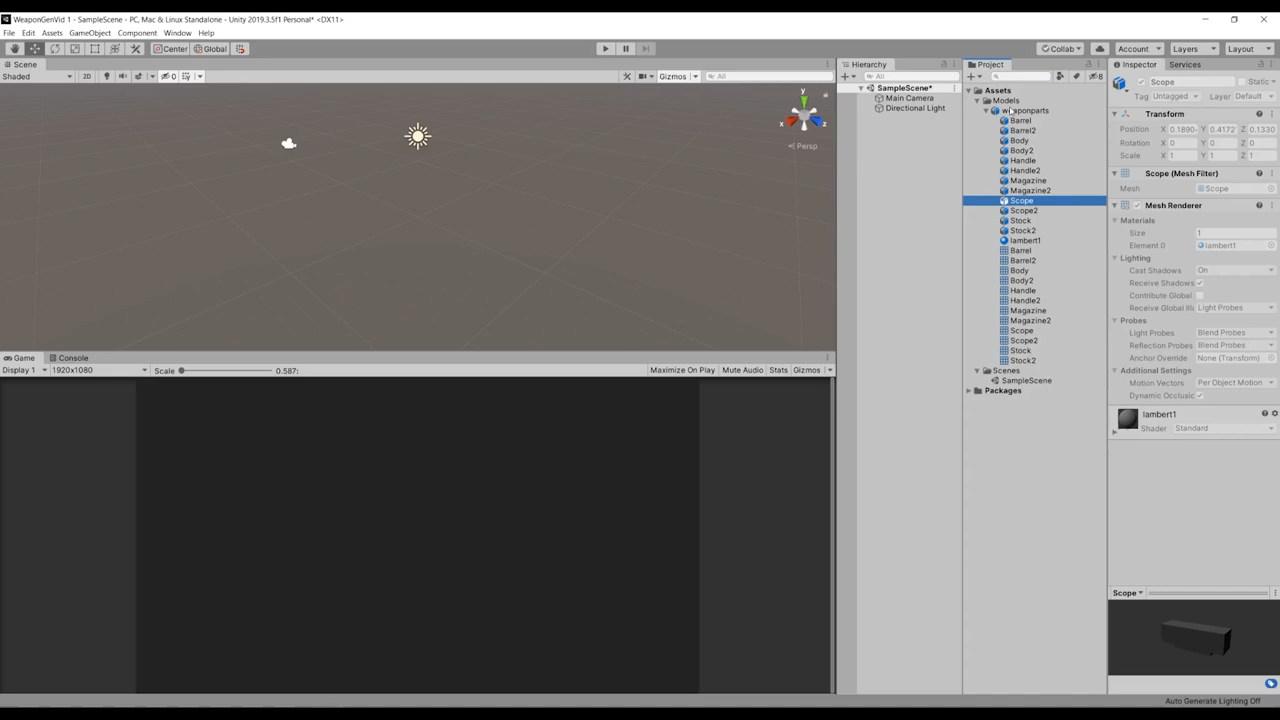 WeaponGenVid 1 - SampleScene - PC, Mac & Linux Standalone - Unity 2019.3.5f1 Personal* <DX11>
File Edit Assets GameObject Component Window Help
Center Global Collab Account Layers Layout
Scene
Shaded 2D 0 Gizmos All
y
x z
Persp
Game Console
Display 1 1920x1080 Scale 0.587: Maximize On Play Mute Audio Stats Gizmos
Hierarchy
All
SampleScene*
Main Camera
Directional Light
Project
8
Assets
Models
weaponparts
Barrel
Barrel2
Body
Body2
Handle
Handle2
Magazine
Magazine2
Scope
Scope2
Stock
Stock2
lambert1
Barrel
Barrel2
Body
Body2
Handle
Handle2
Magazine
Magazine2
Scope
Scope2
Stock
Stock2
Scenes
SampleScene
Packages
Inspector Services
Scope Static
Tag Untagged Layer Default
Transform
Position X 0.1890 Y 0.4172 Z 0.1330
Rotation X 0 Y 0 Z 0
Scale X 1 Y 1 Z 1
Scope (Mesh Filter)
Mesh Scope
Mesh Renderer
Materials
Size 1
Element 0 lambert1
Lighting
Cast Shadows On
Receive Shadows
Contribute Global
Receive Global Ill Light Probes
Probes
Light Probes Blend Probes
Reflection Probes Blend Probes
Anchor Override None (Transform)
Additional Settings
Motion Vectors Per Object Motion
Dynamic Occlus
lambert1
Shader Standard
Scope
Auto Generate Lighting Off